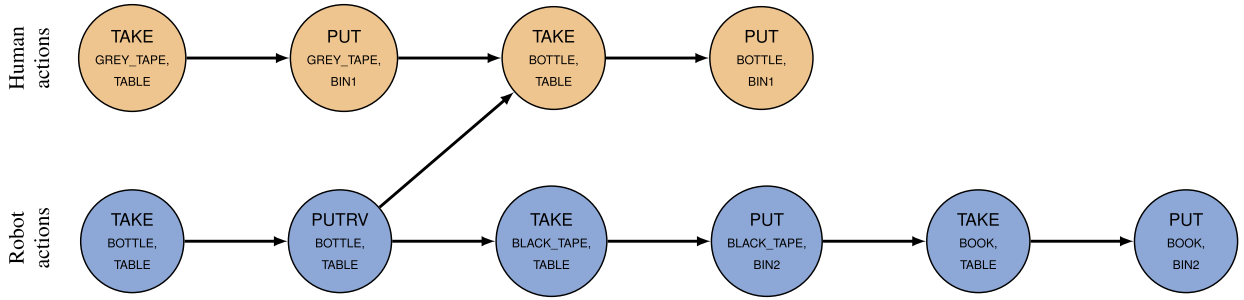 Human
actions
TAKE
GREY_TAPE,
TABLE
PUT
GREY_TAPE,
BIN1
TAKE
BOTTLE,
TABLE
PUT
BOTTLE,
BIN1
Robot
actions
TAKE
BOTTLE,
TABLE
PUTRV
BOTTLE,
TABLE
TAKE
BLACK_TAPE,
TABLE
PUT
BLACK_TAPE,
BIN2
TAKE
BOOK,
TABLE
PUT
BOOK,
BIN2